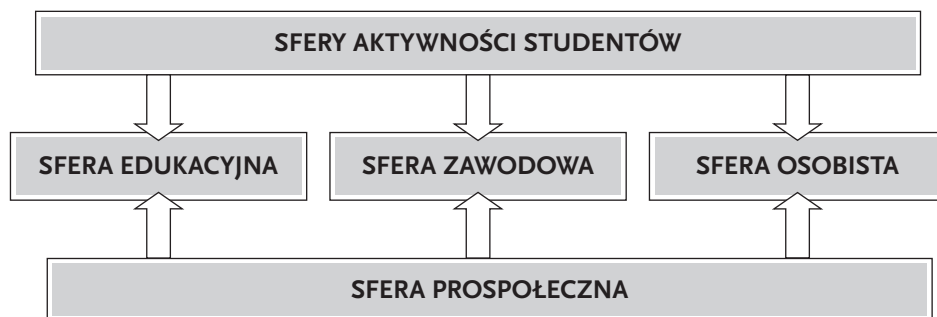 SFERY AKTYWNOŚCI STUDENTÓW
SFERA EDUKACYJNA
SFERA ZAWODOWA
SFERA OSOBISTA
SFERA PROSPOŁECZNA